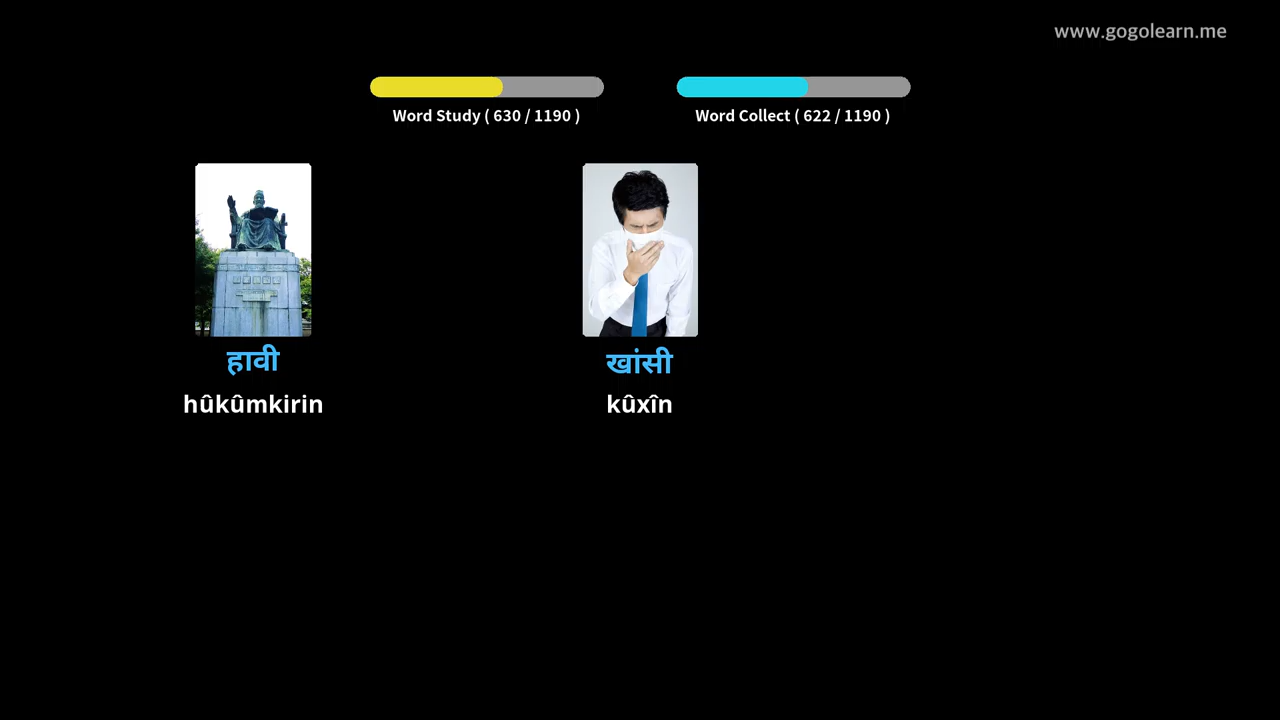 www.gogolearn.me
Word Study ( 630 / 1190 )
Word Collect ( 622 / 1190 )
हावी
खांसी
hûkûmkirin
kûxîn